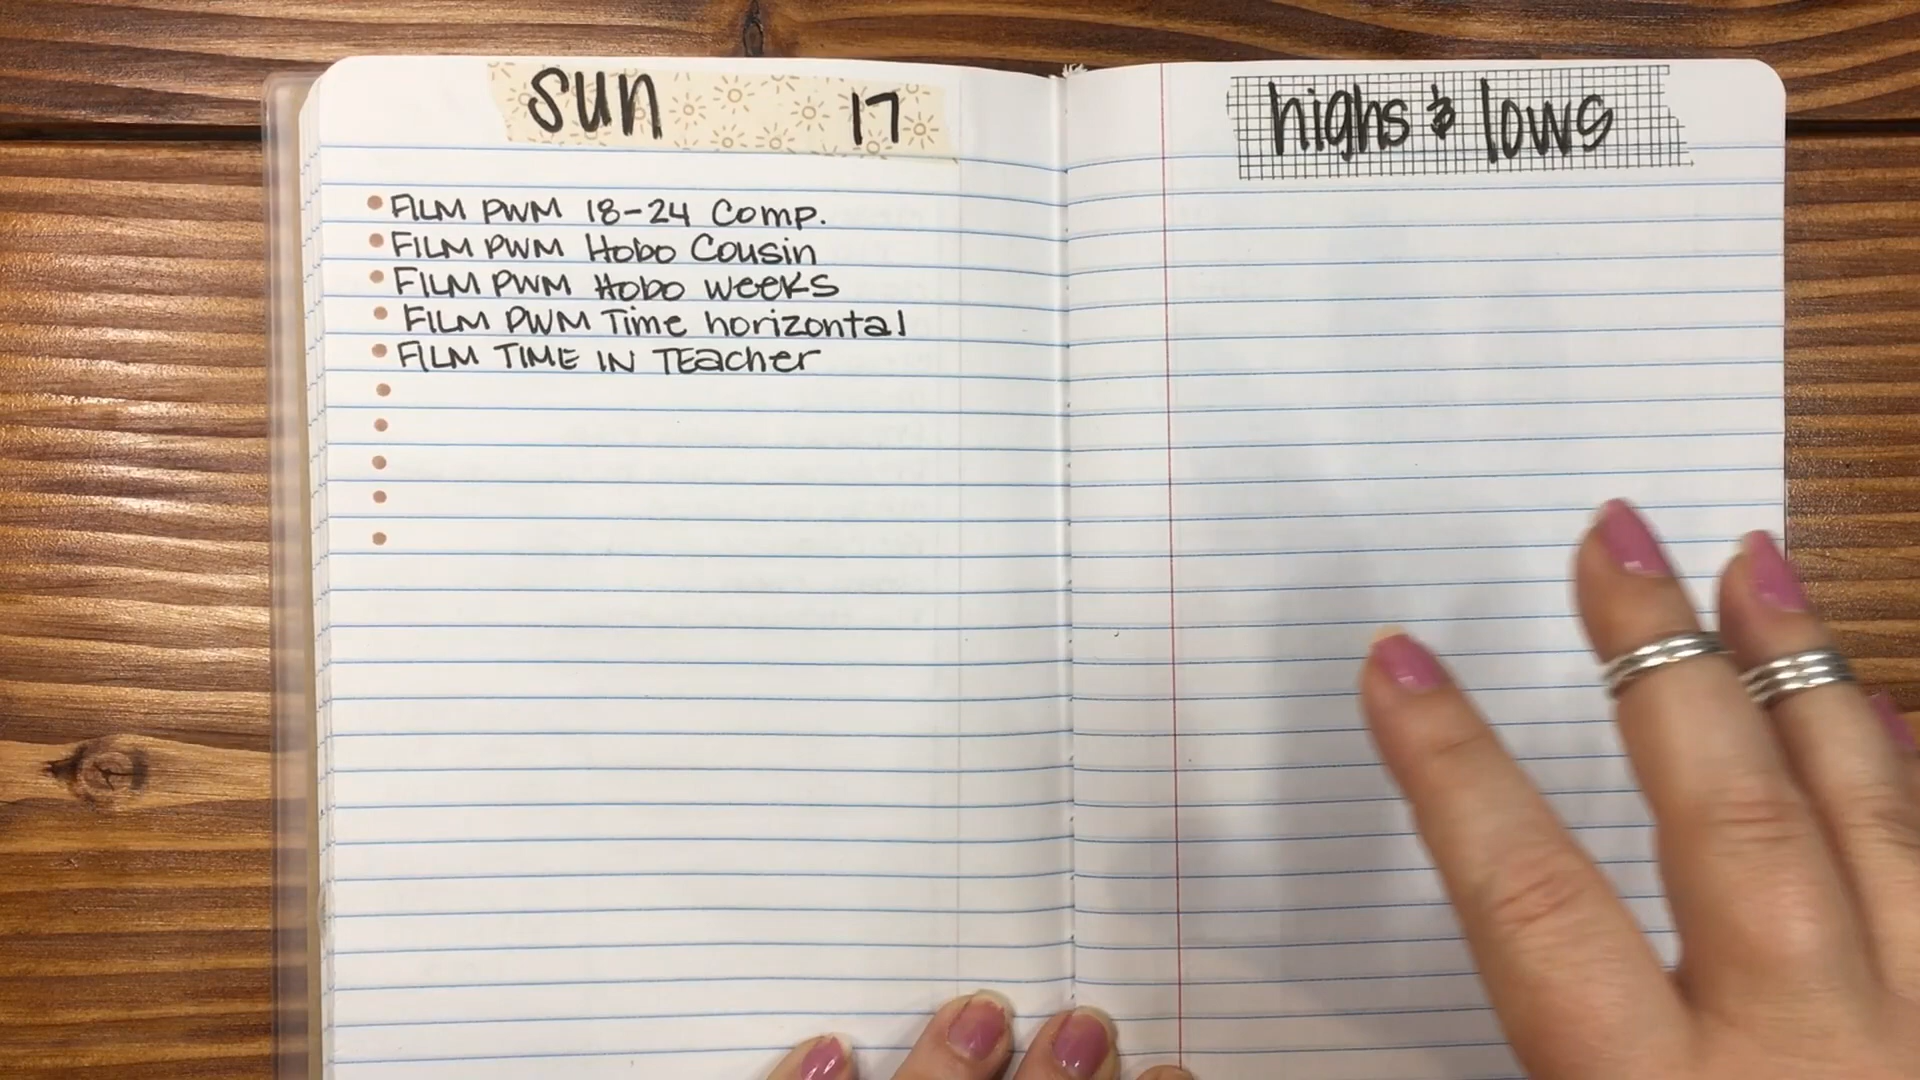 sun 17
FILM PWM 18-24 Comp.
FILM PWM Hobo Cousin
FILM PWM Hobo weeks
FILM PWM Time horizontal
FILM TIME IN TEacher
highs & lows